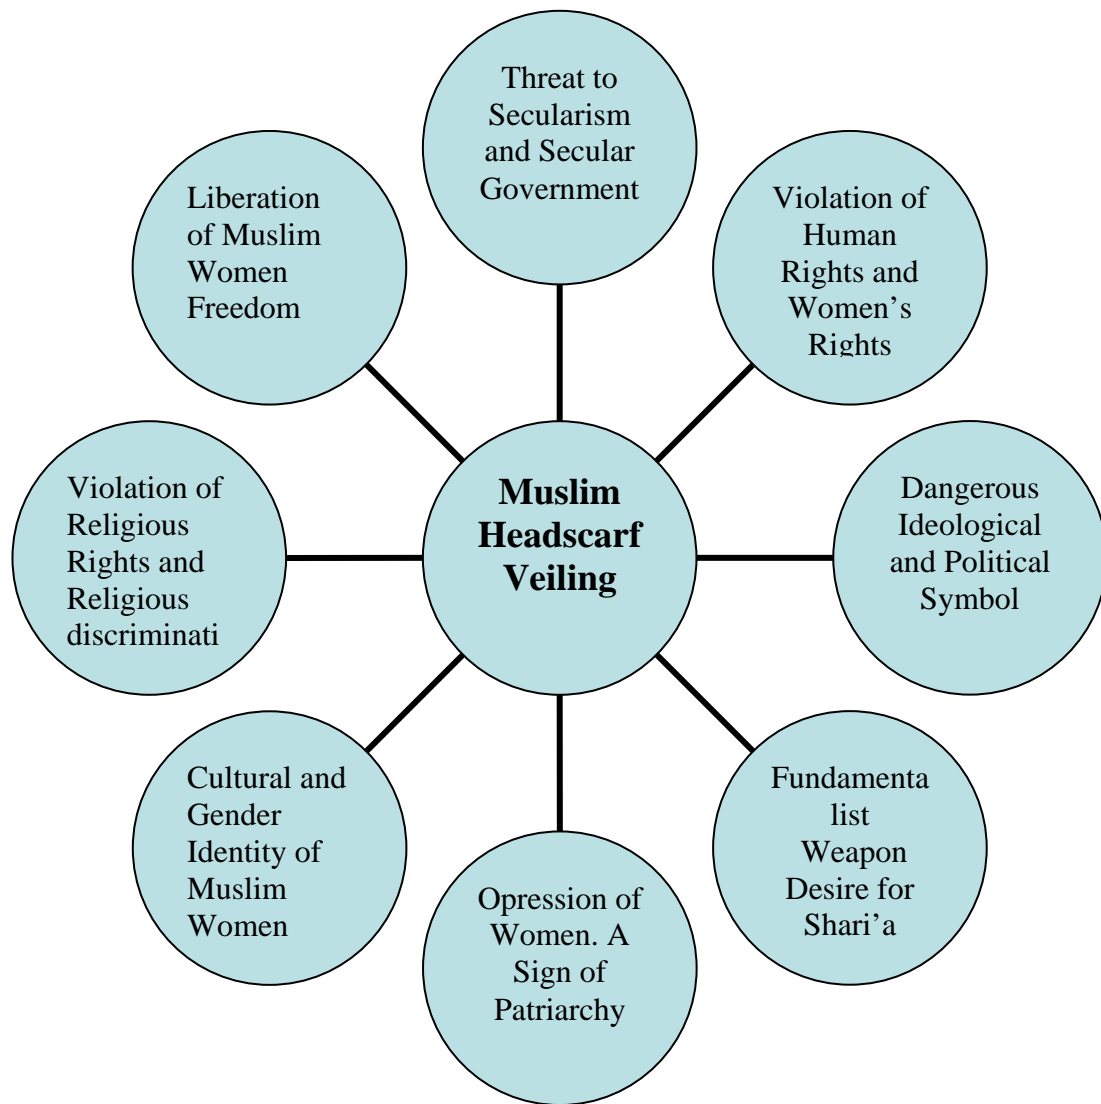 Threat to
Secularism
and Secular
Government
Liberation
of Muslim
Women
Freedom
Violation of
Human
Rights and
Women’s
Rights
Violation of
Religious
Rights and
Religious
discriminati
Muslim
Headscarf
Veiling
Dangerous
Ideological
and Political
Symbol
Cultural and
Gender
Identity of
Muslim
Women
Opression of
Women. A
Sign of
Patriarchy
Fundamenta
list
Weapon
Desire for
Shari’a